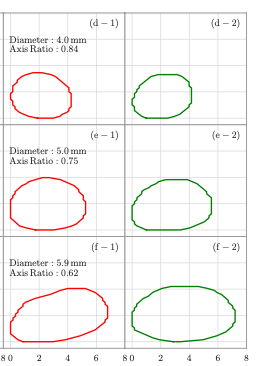 (d − 1)
(d − 2)
Diameter : 4.0 mm
Axis Ratio : 0.84
(e − 1)
(e − 2)
Diameter : 5.0 mm
Axis Ratio : 0.75
(f − 1)
(f − 2)
Diameter : 5.9 mm
Axis Ratio : 0.62
8 0 2 4 6 8 0 2 4 6 8